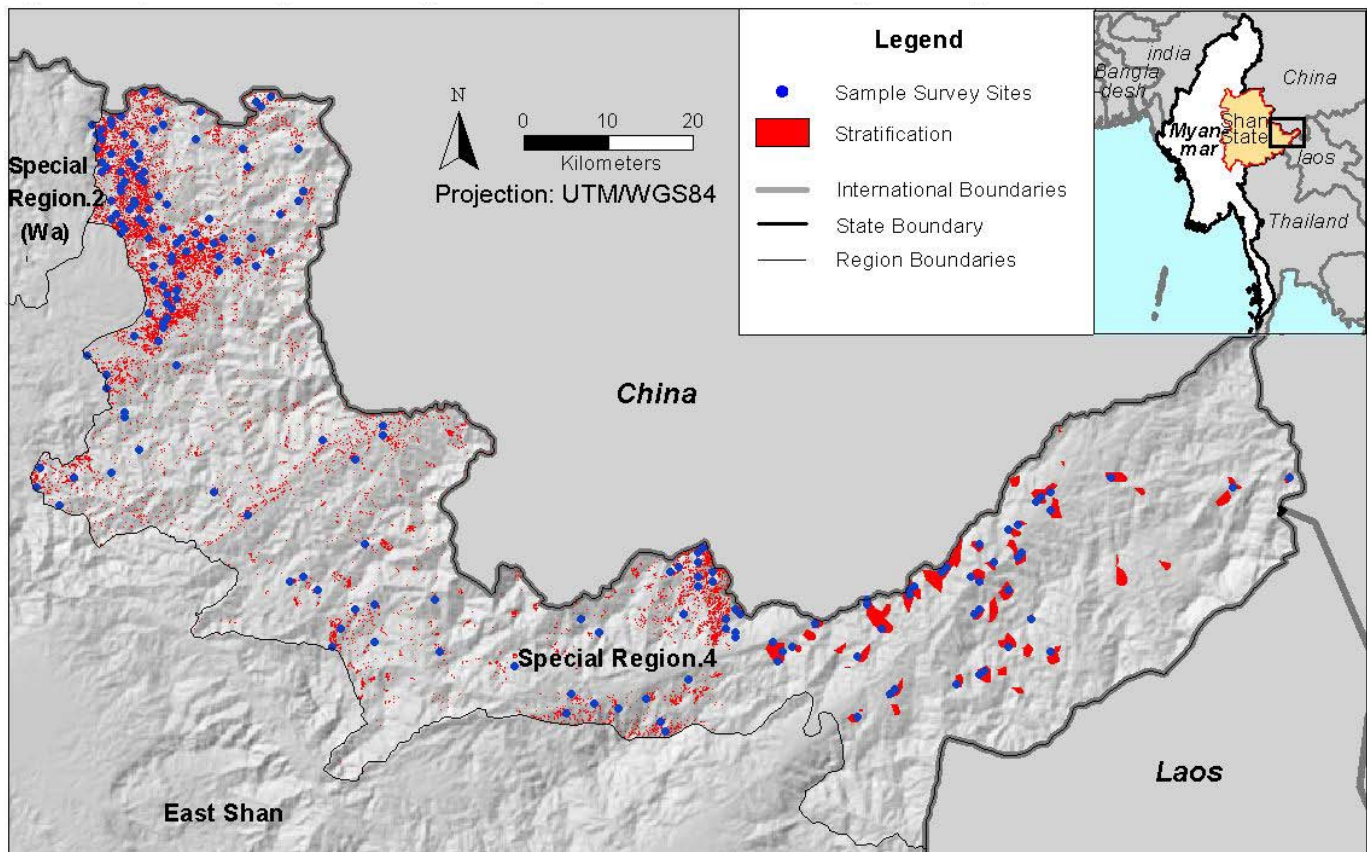 Legend
Sample Survey Sites
Stratification
International Boundaries
State Boundary
Region Boundaries
N
0 10 20
Kilometers
Projection: UTM/WGS84
india
Bangla
-desh
China
Shan
State
Myan
mar
laos
Thailand
Special
Region.2
(Wa)
China
Special Region.4
Laos
East Shan